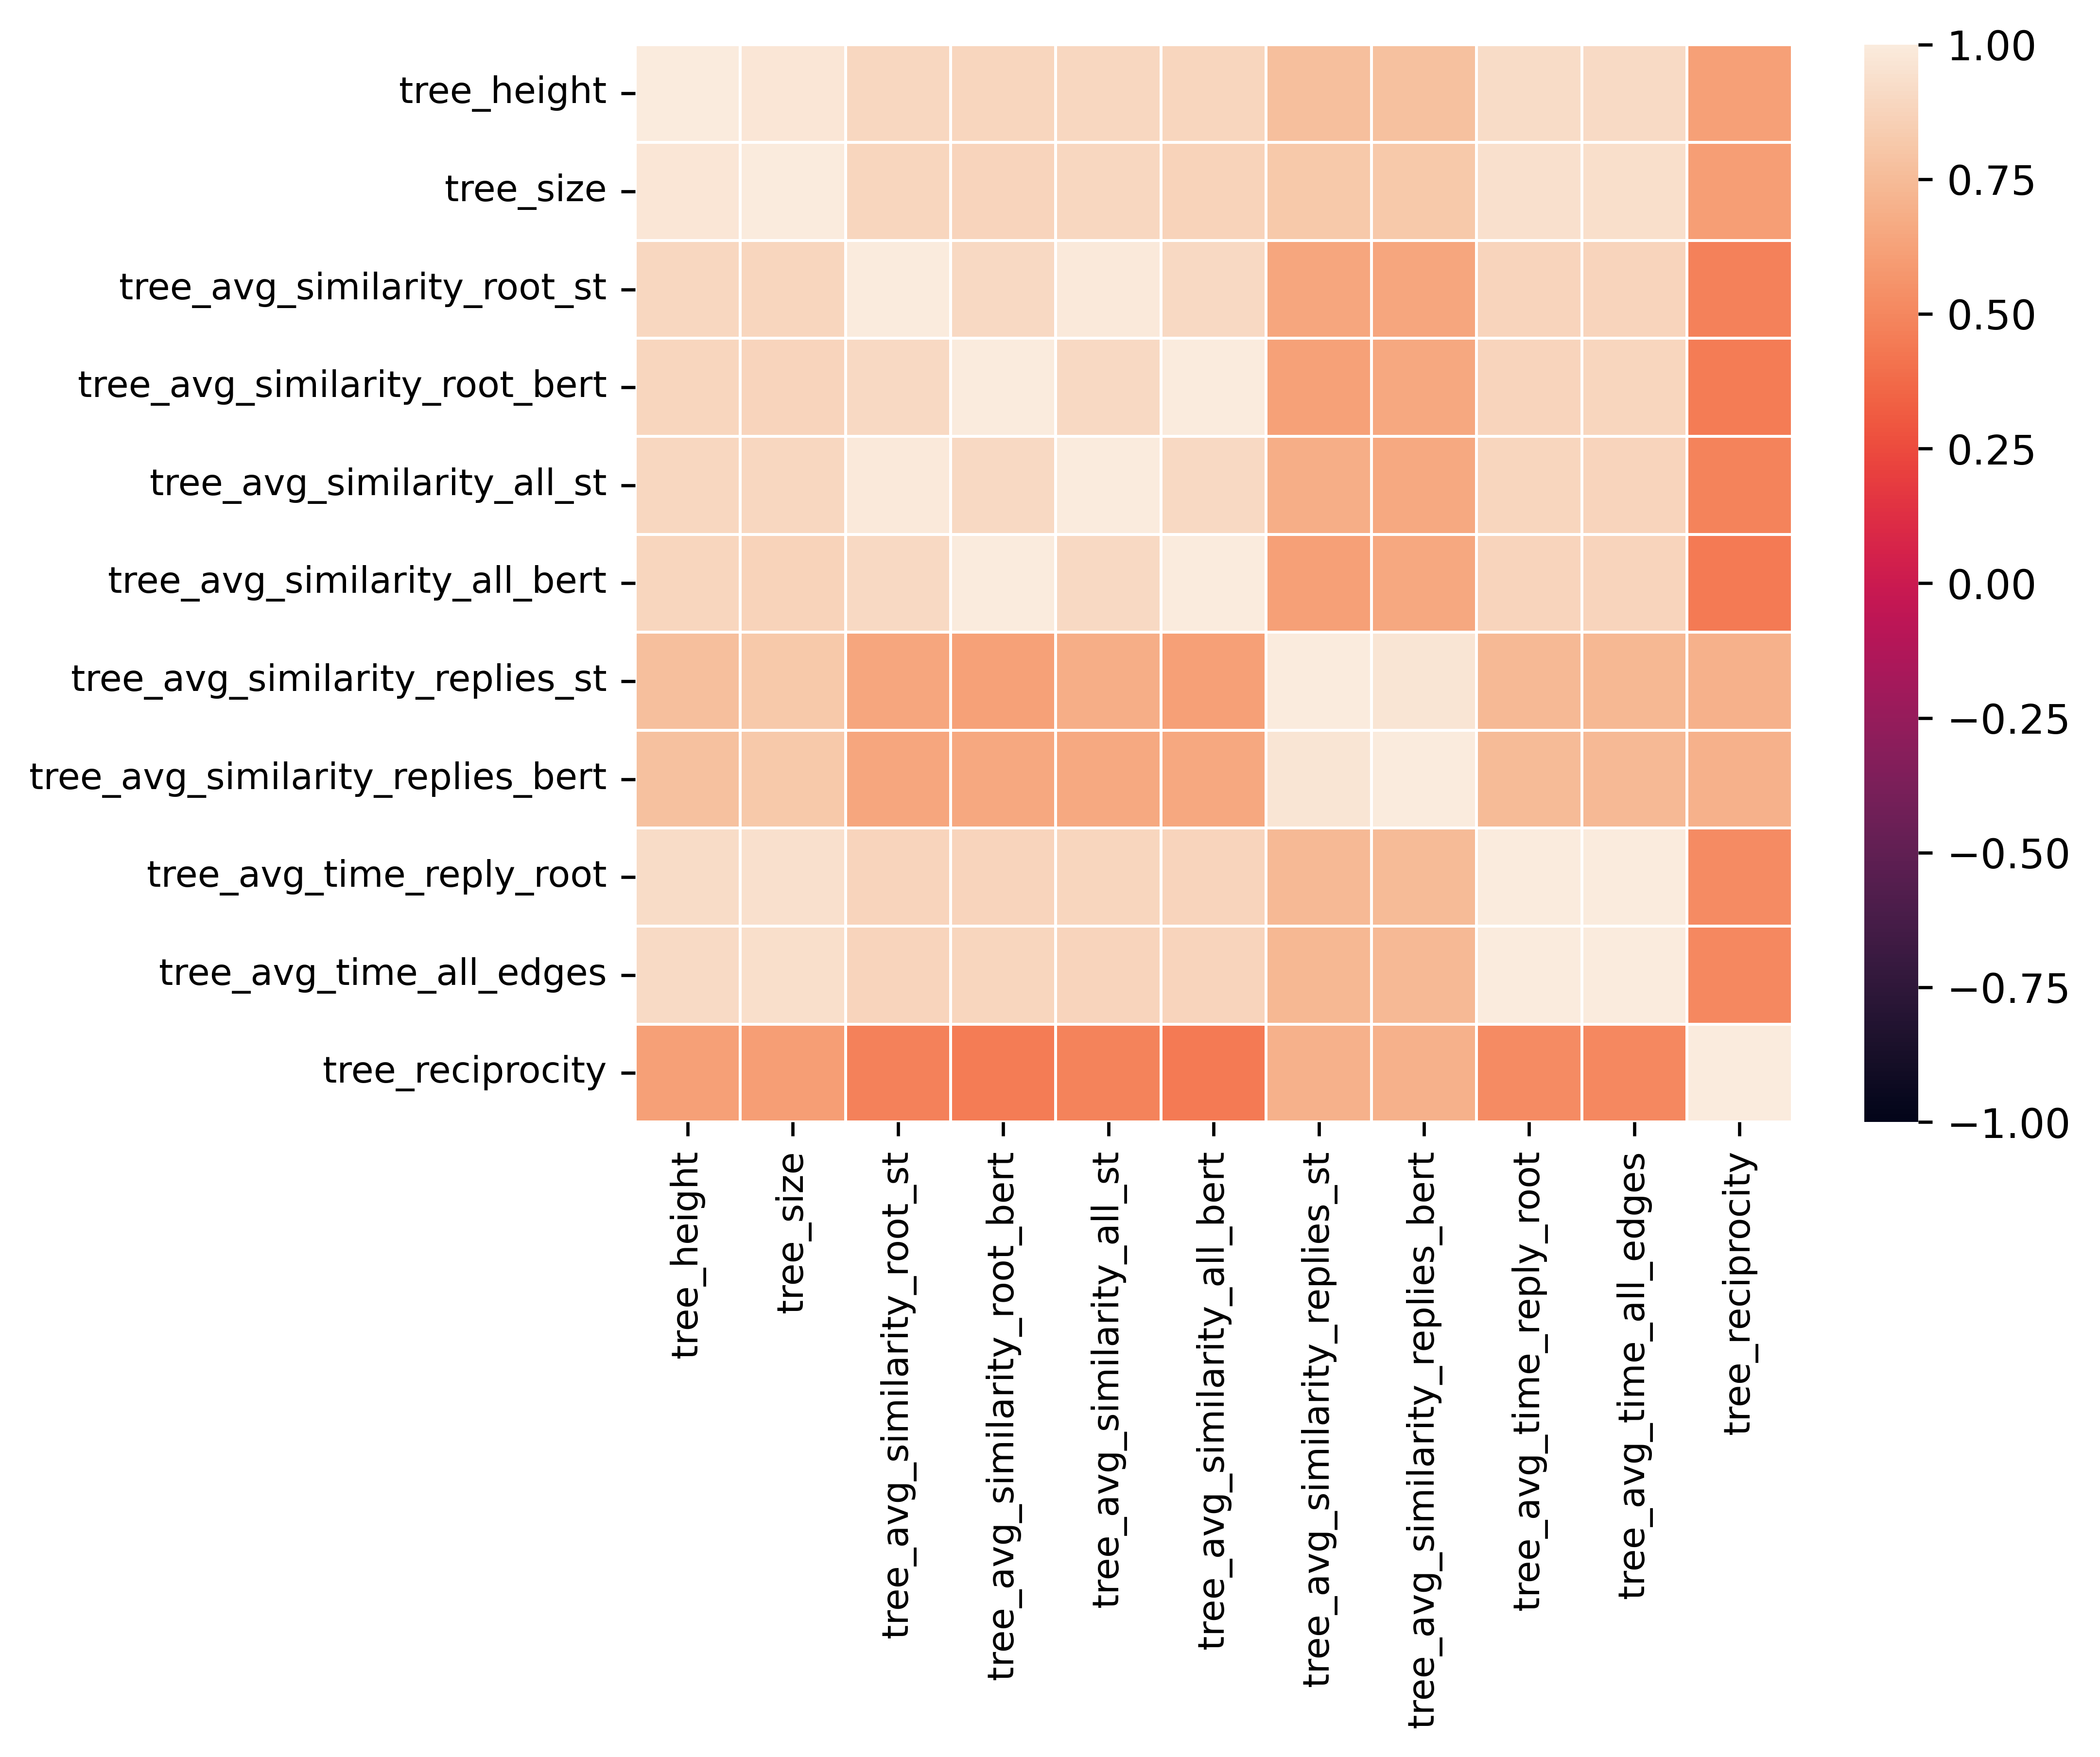 tree_height
tree_size
tree_avg_similarity_root_st
tree_avg_similarity_root_bert
tree_avg_similarity_all_st
tree_avg_similarity_all_bert
tree_avg_similarity_replies_st
tree_avg_similarity_replies_bert
tree_avg_time_reply_root
tree_avg_time_all_edges
tree_reciprocity
tree_height
tree_size
tree_avg_similarity_root_st
tree_avg_similarity_root_bert
tree_avg_similarity_all_st
tree_avg_similarity_all_bert
tree_avg_similarity_replies_st
tree_avg_similarity_replies_bert
tree_avg_time_reply_root
tree_avg_time_all_edges
tree_reciprocity
1.00
0.75
0.50
0.25
0.00
−0.25
−0.50
−0.75
−1.00